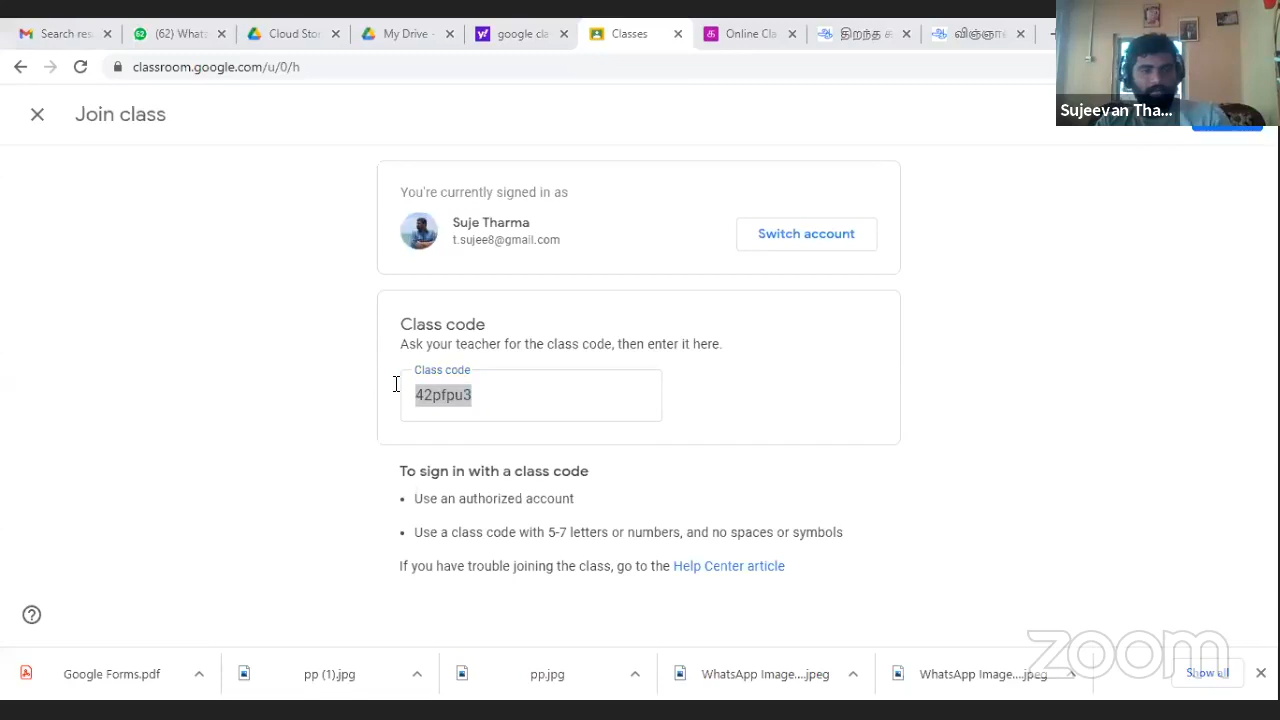 Search res
(62) What
Cloud Sto
My Drive -
google cla
Classes
Online Cla
இறந்த க
விஞ்ஞா
classroom.google.com/u/0/h
Join class
Sujeevan Tha...
You're currently signed in as
Suje Tharma
t.sujee8@gmail.com
Switch account
Class code
Ask your teacher for the class code, then enter it here.
Class code
42pfpu3
To sign in with a class code
• Use an authorized account
• Use a class code with 5-7 letters or numbers, and no spaces or symbols
If you have trouble joining the class, go to the Help Center article
zoom
Google Forms.pdf
pp (1).jpg
pp.jpg
WhatsApp Image...jpeg
WhatsApp Image...jpeg
Show all